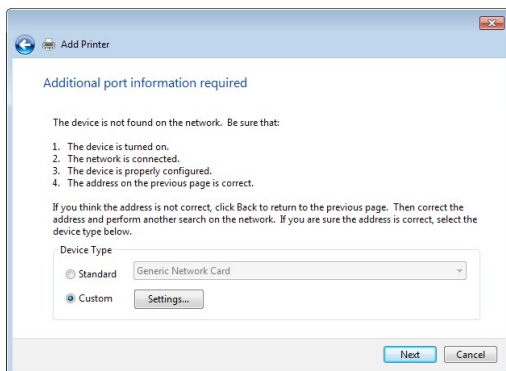 Add Printer
Additional port information required
The device is not found on the network. Be sure that:
1. The device is turned on.
2. The network is connected.
3. The device is properly configured.
4. The address on the previous page is correct.
If you think the address is not correct, click Back to return to the previous page. Then correct the
address and perform another search on the network. If you are sure the address is correct, select the
device type below.
Device Type
Standard Generic Network Card
Custom Settings...
Next Cancel